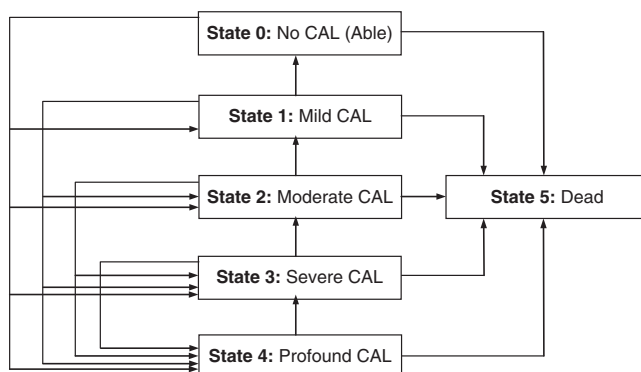 State 0: No CAL (Able)
State 1: Mild CAL
State 2: Moderate CAL
State 5: Dead
State 3: Severe CAL
State 4: Profound CAL